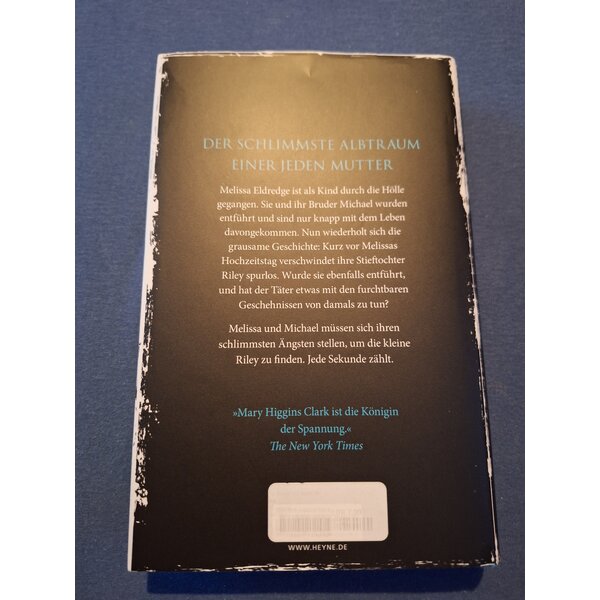 DER SCHLIMMSTE ALBTRAUM
EINER JEDEN MUTTER
Melissa Eldredge ist als Kind durch die Hölle
gegangen. Sie und ihr Bruder Michael wurden
entführt und sind nur knapp mit dem Leben
davongekommen. Nun wiederholt sich die
grausame Geschichte: Kurz vor Melissas
Hochzeitstag verschwindet ihre Stieftochter
Riley spurlos. Wurde sie ebenfalls entführt,
und hat der Täter etwas mit den furchtbaren
Geschehnissen von damals zu tun?
Melissa und Michael müssen sich ihren
schlimmsten Ängsten stellen, um die kleine
Riley zu finden. Jede Sekunde zählt.
»Mary Higgins Clark ist die Königin
der Spannung.«
The New York Times
WWW.HEYNE.DE